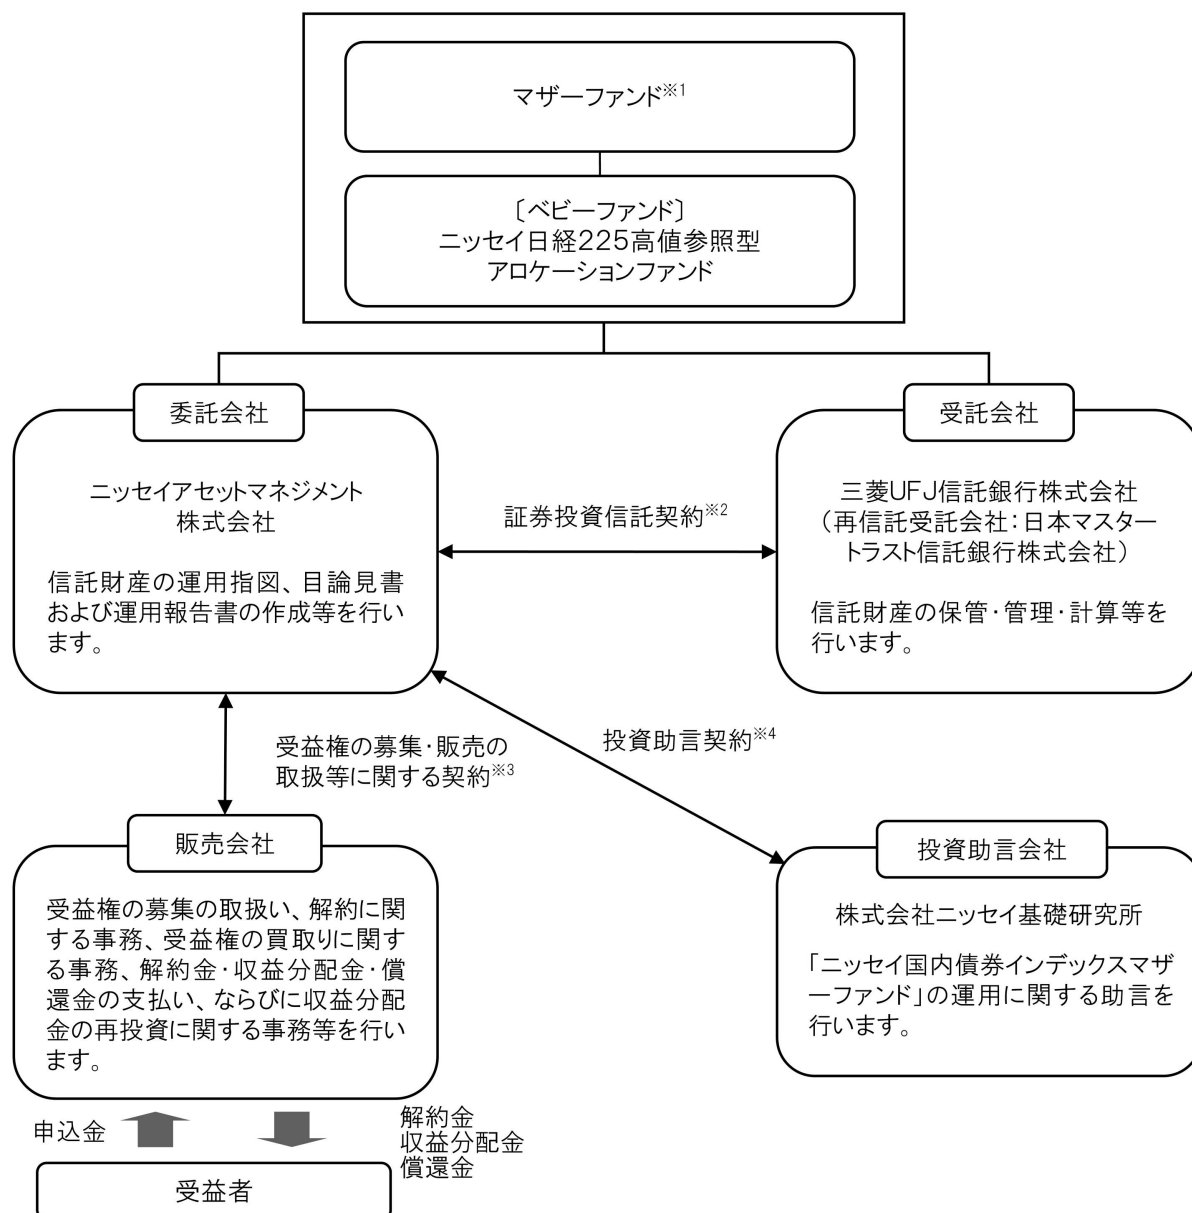 マザーファンド※1
〔ベビーファンド〕
ニッセイ日経225高値参照型
アロケーションファンド
委託会社
ニッセイアセットマネジメント
株式会社
信託財産の運用指図、目論見書
および運用報告書の作成等を行い
ます。
証券投資信託契約※2
受託会社
三菱UFJ信託銀行株式会社
（再信託受託会社：日本マスター
トラスト信託銀行株式会社）
信託財産の保管・管理・計算等を
行います。
受益権の募集・販売の
取扱等に関する契約※3
投資助言契約※4
販売会社
受益権の募集の取扱い、解約に関
する事務、受益権の買取りに関す
る事務、解約金・収益分配金・償
還金の支払い、ならびに収益分配
金の再投資に関する事務等を行い
ます。
投資助言会社
株式会社ニッセイ基礎研究所
「ニッセイ国内債券インデックスマザ
ーファンド」の運用に関する助言を
行います。
申込金
解約金
収益分配金
償還金
受益者